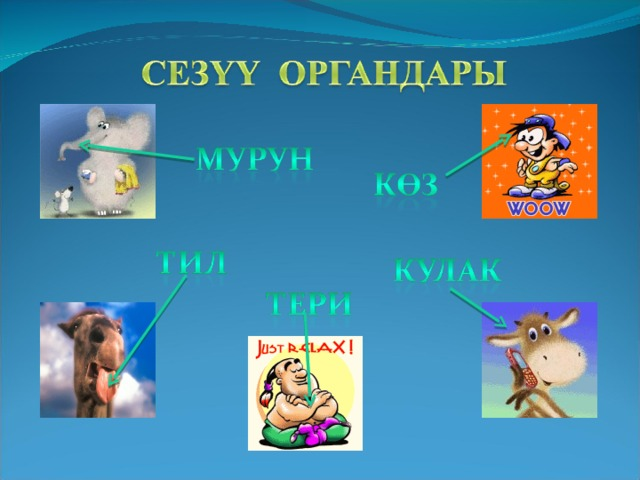 СЕЗҮҮ ОРГАНДАРЫ
МУРУН
КӨЗ
WOOW
ТИЛ
КУЛАК
ТЕРИ
JUST RELAX!